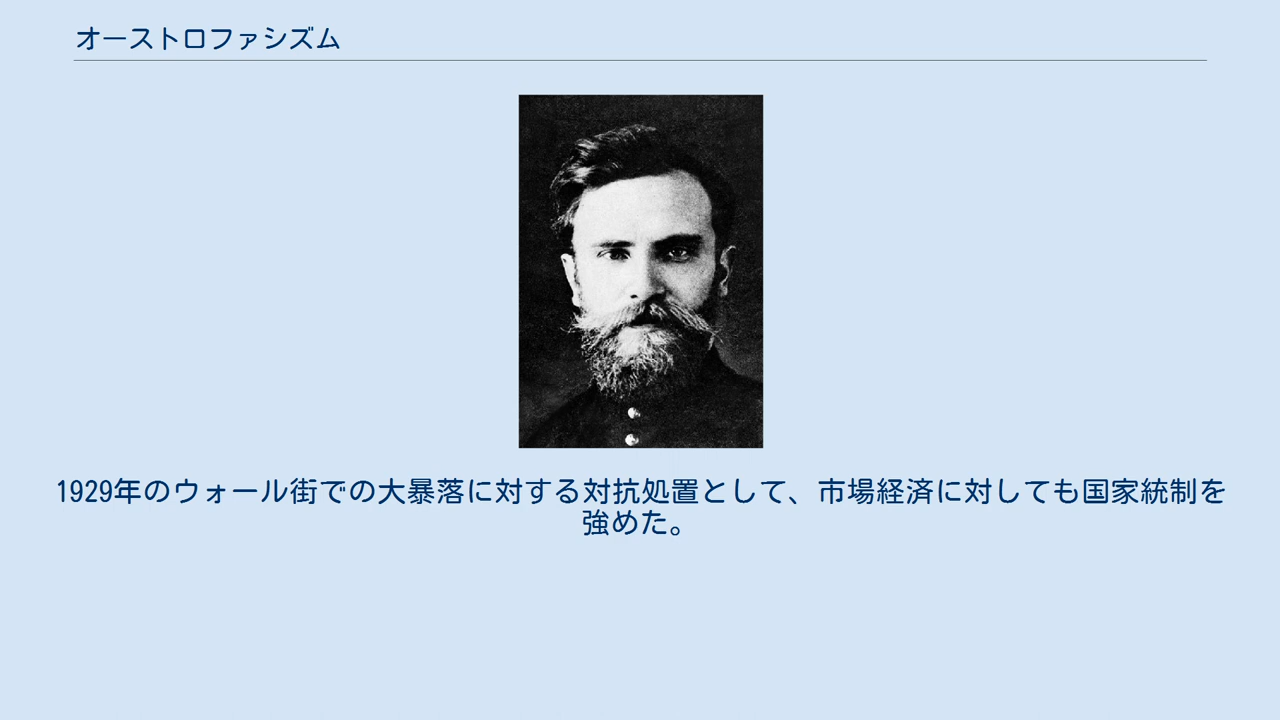 オーストロファシズム
1929年のウォール街での大暴落に対する対抗処置として、市場経済に対しても国家統制を
強めた。